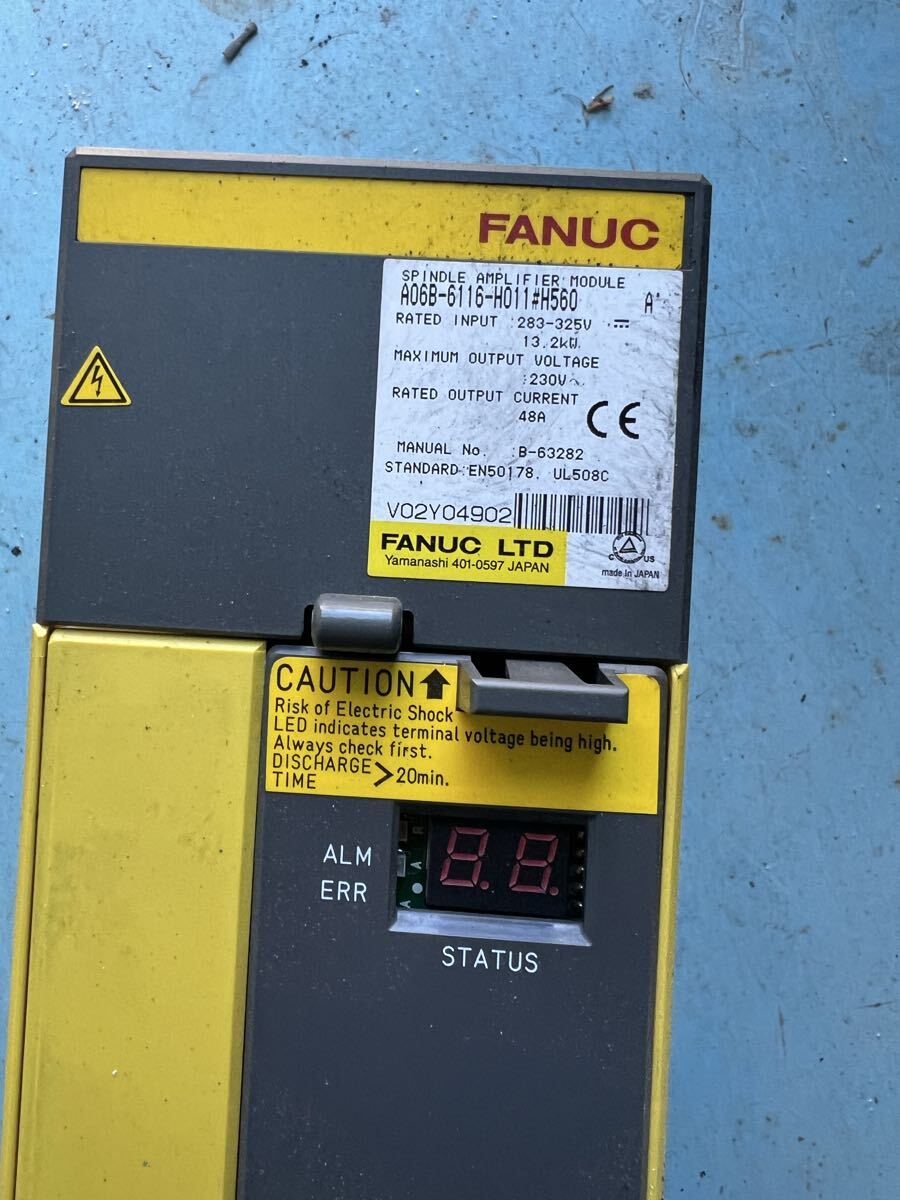 FANUC
SPINDLE AMPLIFIER MODULE
A06B-6116-H011#H560 A
RATED INPUT :283-325V
13.2kW
MAXIMUM OUTPUT VOLTAGE
:230V~
RATED OUTPUT CURRENT
48A
CE
MANUAL No. :B-63282
STANDARD:EN50178, UL508C
V02Y04902
FANUC LTD
Yamanashi 401-0597 JAPAN
C US
made in JAPAN
CAUTION
Risk of Electric Shock
LED indicates terminal voltage being high.
Always check first.
DISCHARGE TIME > 20min.
ALM
ERR
8.8.
STATUS